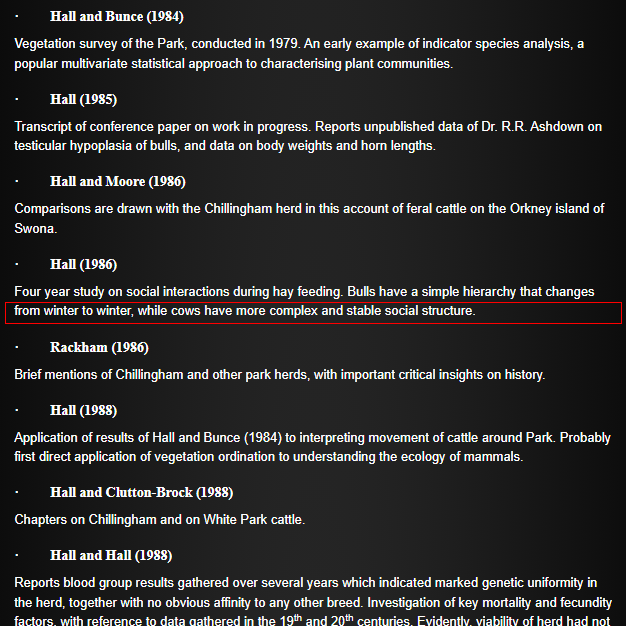 · Hall and Bunce (1984)
Vegetation survey of the Park, conducted in 1979. An early example of indicator species analysis, a
popular multivariate statistical approach to characterising plant communities.
· Hall (1985)
Transcript of conference paper on work in progress. Reports unpublished data of Dr. R.R. Ashdown on
testicular hypoplasia of bulls, and data on body weights and horn lengths.
· Hall and Moore (1986)
Comparisons are drawn with the Chillingham herd in this account of feral cattle on the Orkney island of
Swona.
· Hall (1986)
Four year study on social interactions during hay feeding. Bulls have a simple hierarchy that changes
from winter to winter, while cows have more complex and stable social structure.
· Rackham (1986)
Brief mentions of Chillingham and other park herds, with important critical insights on history.
· Hall (1988)
Application of results of Hall and Bunce (1984) to interpreting movement of cattle around Park. Probably
first direct application of vegetation ordination to understanding the ecology of mammals.
· Hall and Clutton-Brock (1988)
Chapters on Chillingham and on White Park cattle.
· Hall and Hall (1988)
Reports blood group results gathered over several years which indicated marked genetic uniformity in
the herd, together with no obvious affinity to any other breed. Investigation of key mortality and fecundity
factors, with reference to data gathered in the 19th and 20th centuries. Evidently, viability of herd had not